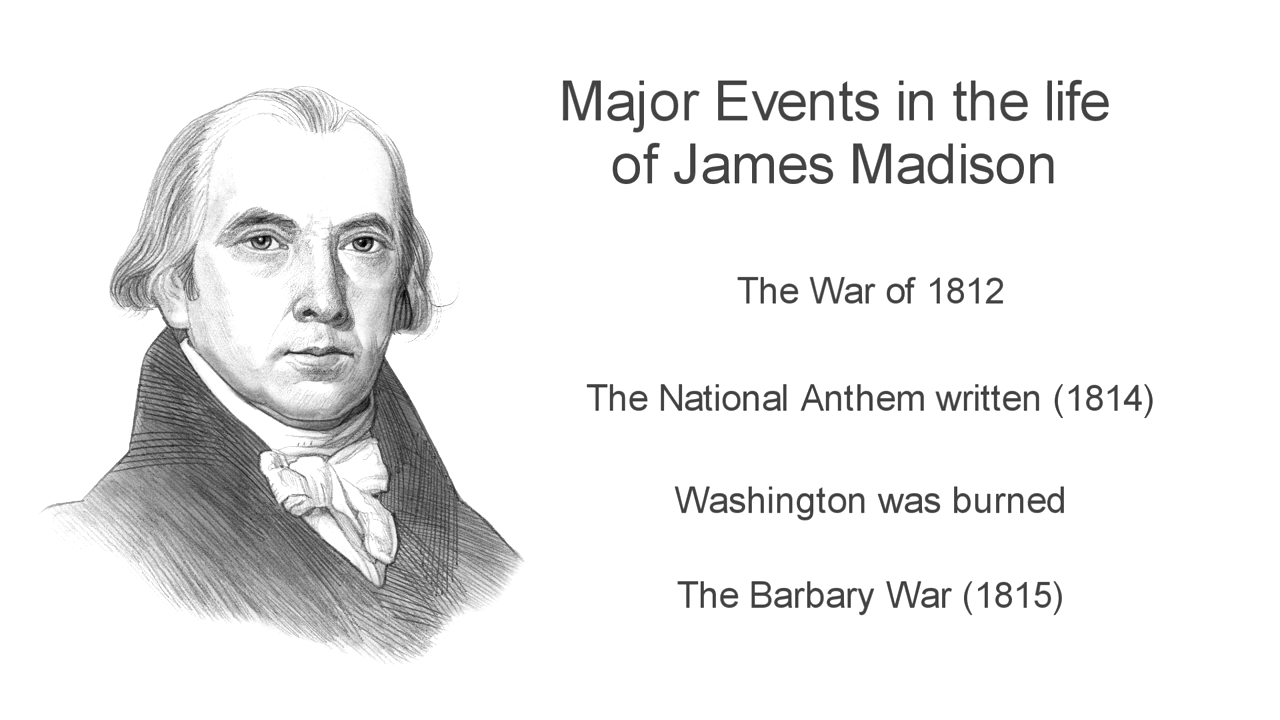 Major Events in the life
of James Madison
The War of 1812
The National Anthem written (1814)
Washington was burned
The Barbary War (1815)